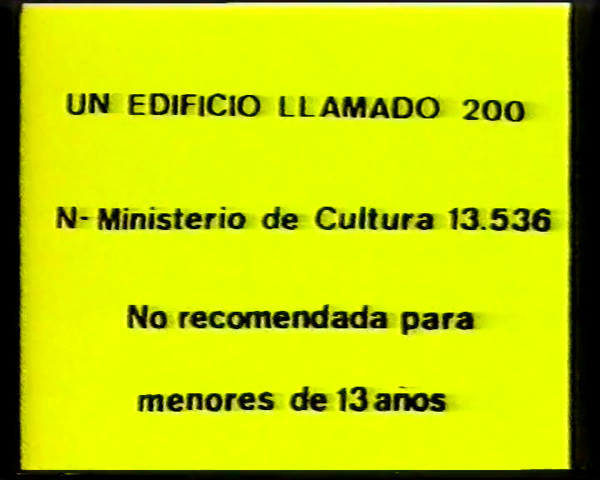 UN EDIFICIO LLAMADO 200
N- Ministerio de Cultura 13.536
No recomendada para
menores de 13 años